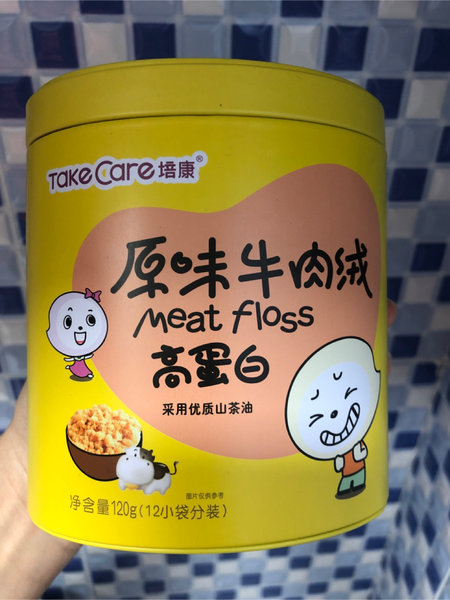 Take Care 培康®
原味牛肉绒
Meat floss
高蛋白
采用优质山茶油
图片仅供参考
净含量120g(12小袋分装)